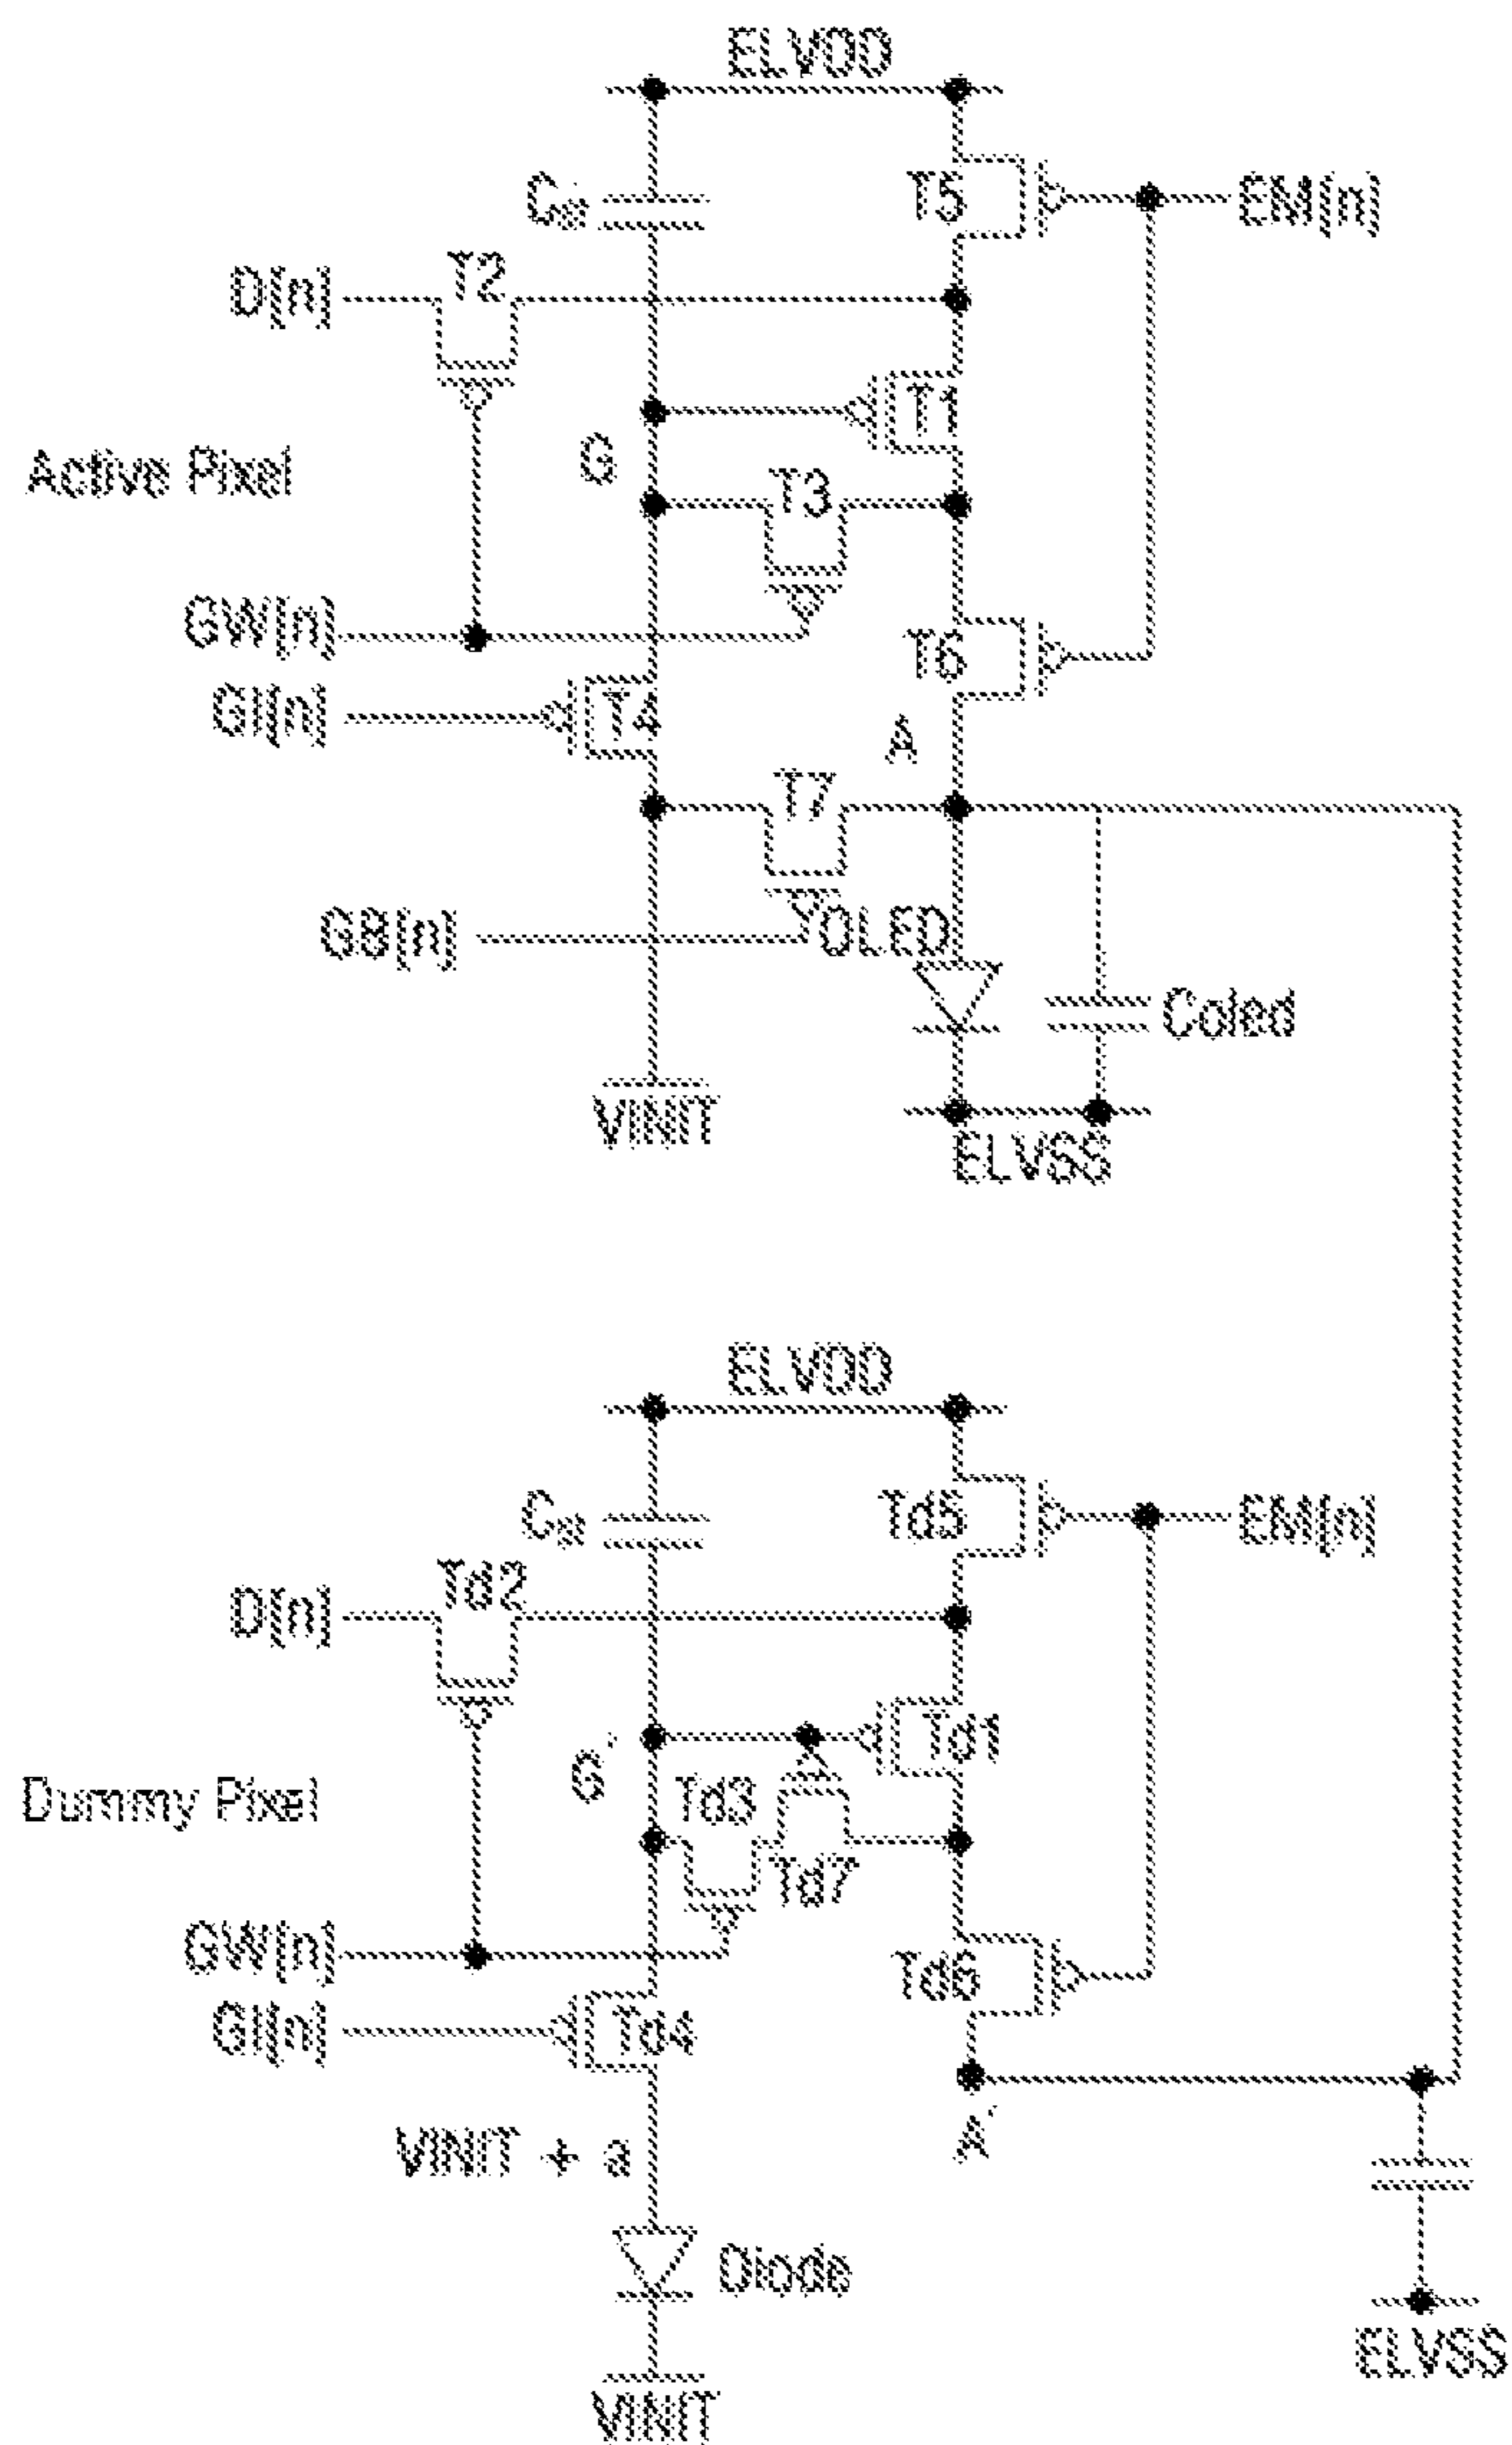 ELVDD
Cst
T5
EM[n]
D[n]
T2
T1
Active Pixel
G
T3
GW[n]
T6
GI[n]
T4
A
T7
GB[n]
OLED
Coled
VINIT
ELVSS
ELVDD
Cst
Td5
EM[n]
D[n]
Td2
Td1
G'
Dummy Pixel
Td3
Td7
GW[n]
Td6
GI[n]
Td4
VINIT + a
A'
Diode
ELVSS
VINIT